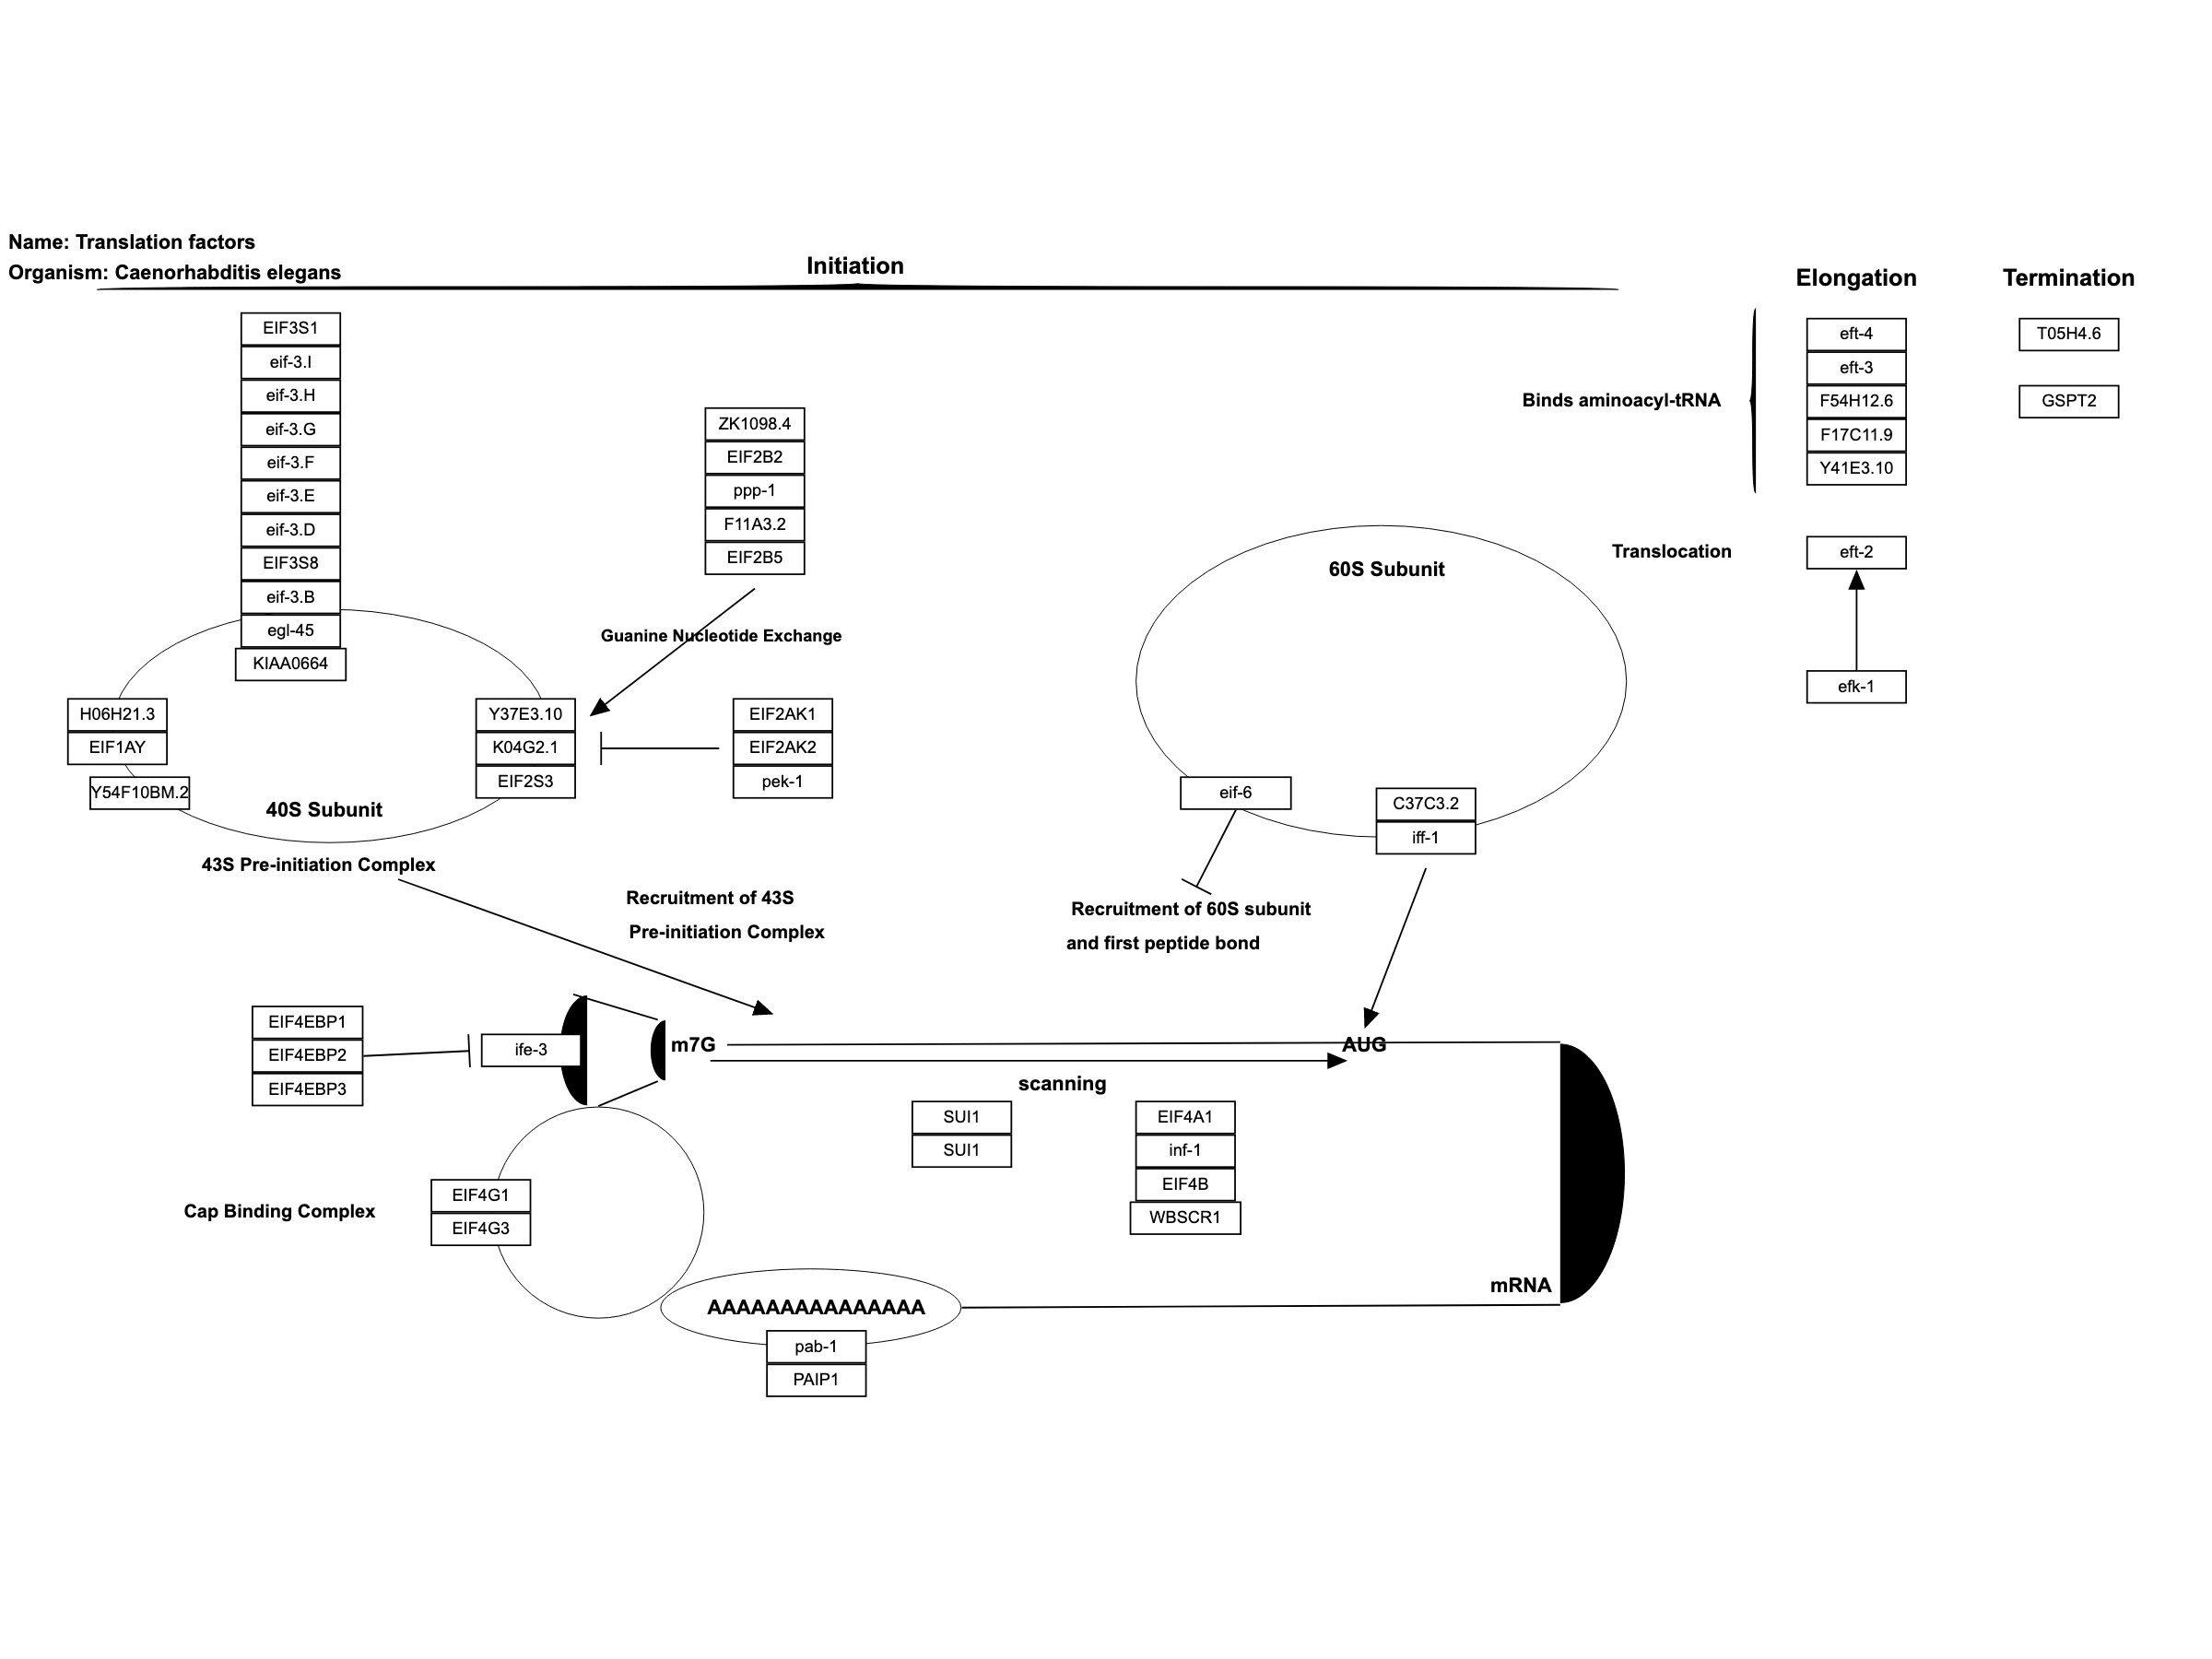 Name: Translation factors
Organism: Caenorhabditis elegans
Initiation
Elongation
Termination
EIF3S1
eif-3.I
eif-3.H
eif-3.G
eif-3.F
eif-3.E
eif-3.D
EIF3S8
eif-3.B
egl-45
KIAA0664
ZK1098.4
EIF2B2
ppp-1
F11A3.2
EIF2B5
Guanine Nucleotide Exchange
H06H21.3
EIF1AY
Y54F10BM.2
40S Subunit
Y37E3.10
K04G2.1
EIF2S3
EIF2AK1
EIF2AK2
pek-1
43S Pre-initiation Complex
Recruitment of 43S
Pre-initiation Complex
60S Subunit
eif-6
C37C3.2
iff-1
Recruitment of 60S subunit
and first peptide bond
Binds aminoacyl-tRNA
eft-4
eft-3
F54H12.6
F17C11.9
Y41E3.10
T05H4.6
GSPT2
Translocation
eft-2
efk-1
EIF4EBP1
EIF4EBP2
EIF4EBP3
ife-3
m7G
AUG
scanning
SUI1
SUI1
EIF4A1
inf-1
EIF4B
WBSCR1
Cap Binding Complex
EIF4G1
EIF4G3
mRNA
AAAAAAAAAAAAAAA
pab-1
PAIP1